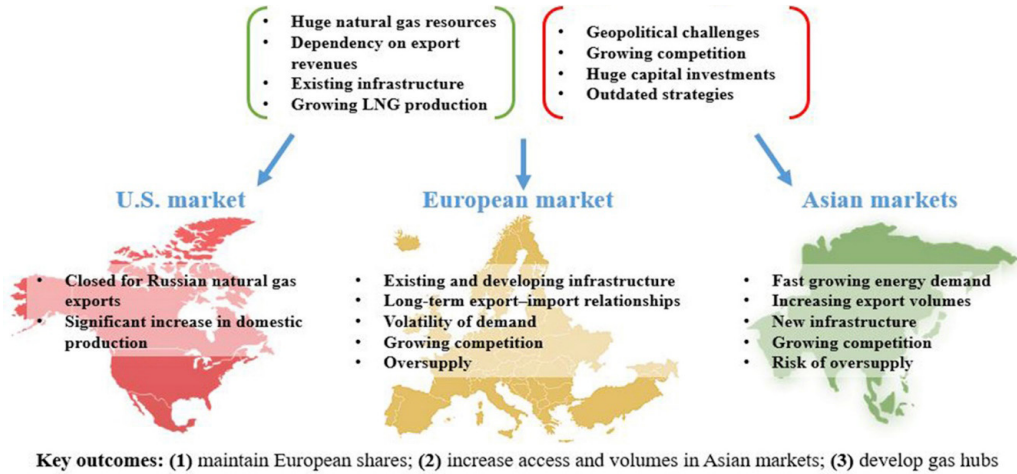 • Huge natural gas resources
• Dependency on export
revenues
• Existing infrastructure
• Growing LNG production
• Geopolitical challenges
• Growing competition
• Huge capital investments
• Outdated strategies
U.S. market
• Closed for Russian natural gas
exports
• Significant increase in domestic
production
European market
• Existing and developing infrastructure
• Long-term export–import relationships
• Volatility of demand
• Growing competition
• Oversupply
Asian markets
• Fast growing energy demand
• Increasing export volumes
• New infrastructure
• Growing competition
• Risk of oversupply
Key outcomes: (1) maintain European shares; (2) increase access and volumes in Asian markets; (3) develop gas hubs